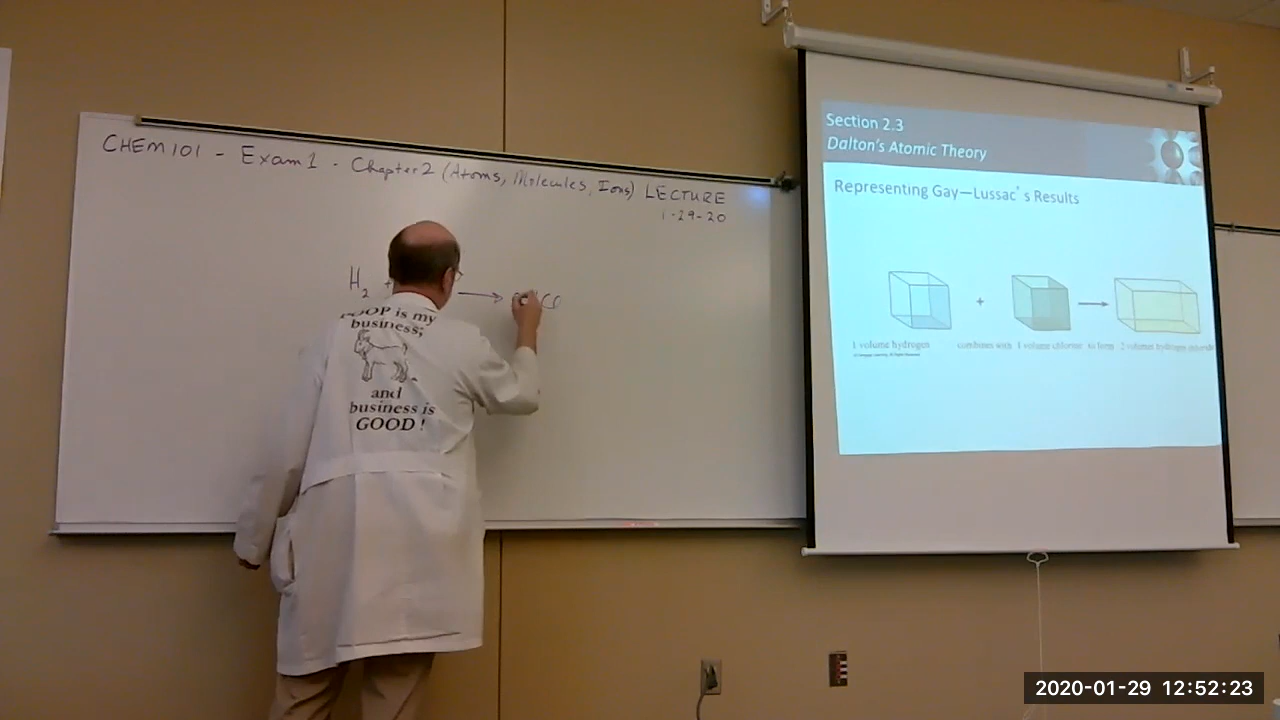 CHEM 101 - Exam 1 - Chapter 2 (Atoms, Molecules, Ions) LECTURE
1-29-20
H2 + →
POOP is my
business;
and
business is
GOOD!
Section 2.3
Dalton's Atomic Theory
Representing Gay—Lussac's Results
+
1 volume hydrogen combines with 1 volume chlorine to form 2 volumes hydrogen chloride
2020-01-29 12:52:23